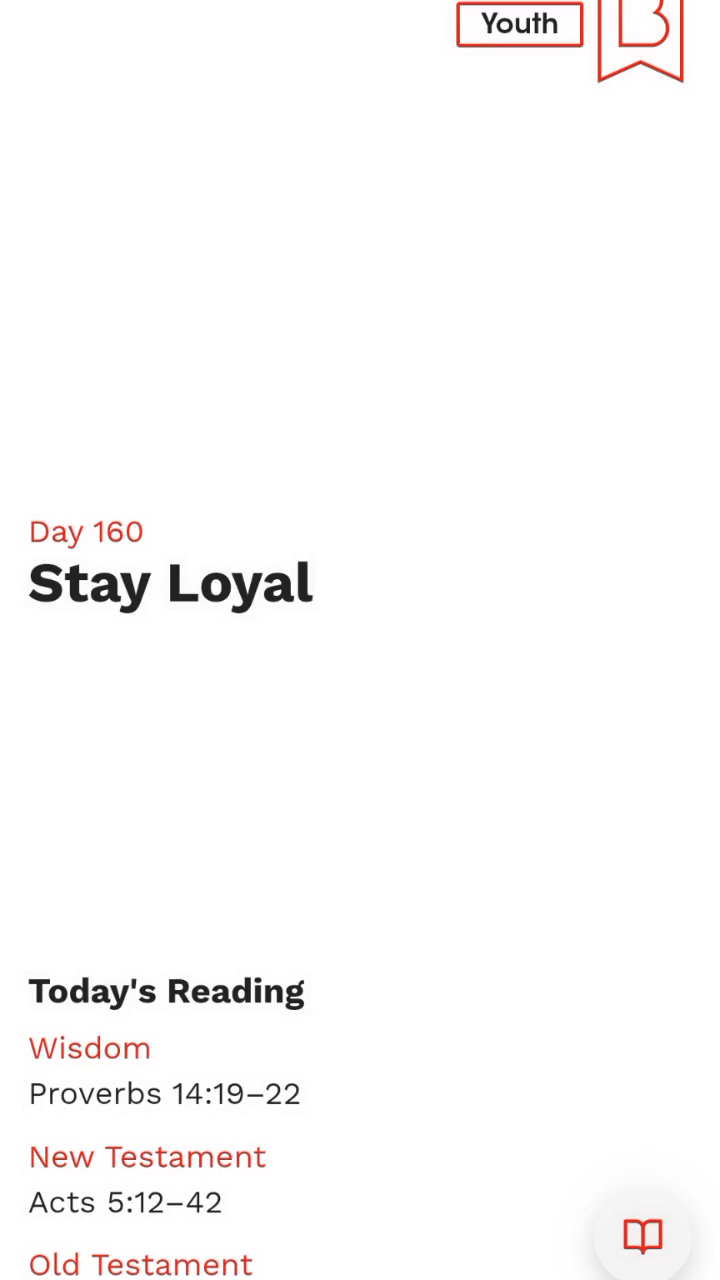 Youth
Day 160
Stay Loyal
Today's Reading
Wisdom
Proverbs 14:19–22
New Testament
Acts 5:12–42
Old Testament